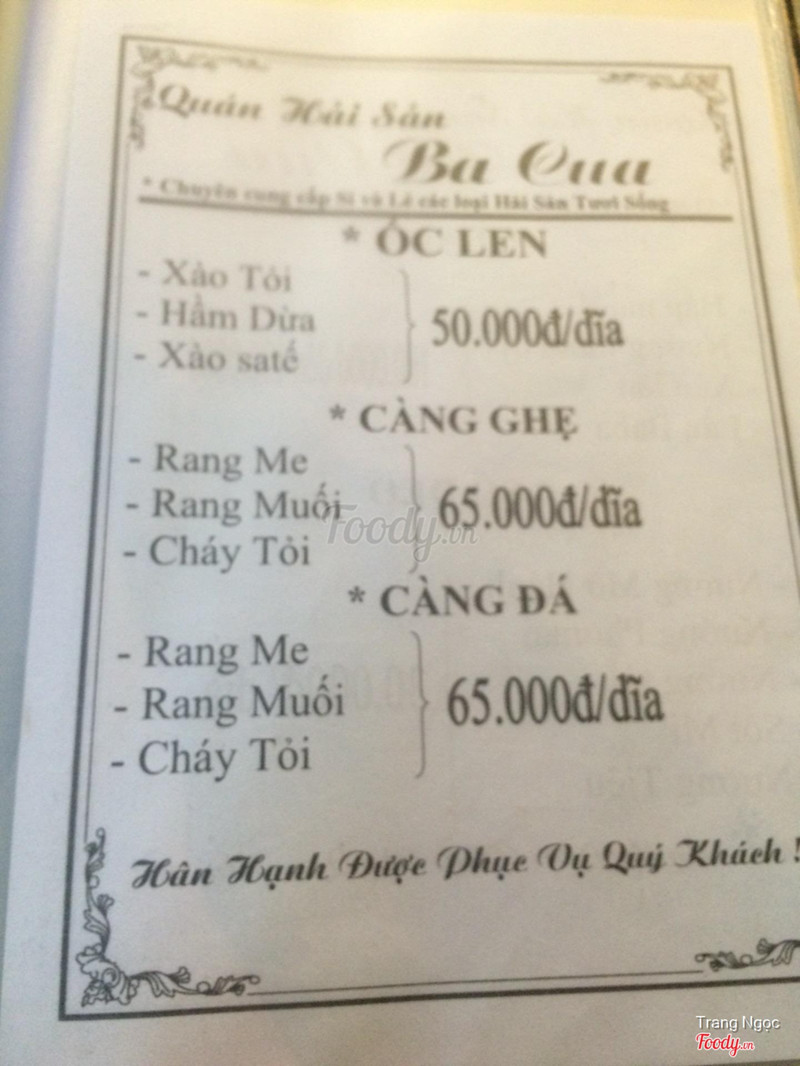 Quán Hải Sản
Ba Cua
* Chuyên cung cấp Sỉ và Lẻ các loại Hải Sản Tươi Sống
* ỐC LEN
- Xào Tỏi
- Hầm Dừa
- Xào satế
50.000đ/đĩa
* CÀNG GHẸ
- Rang Me
- Rang Muối
- Cháy Tỏi
65.000đ/đĩa
Foody.vn
* CÀNG ĐÁ
- Rang Me
- Rang Muối
- Cháy Tỏi
65.000đ/đĩa
Hân Hạnh Được Phục Vụ Quý Khách !
Trang Ngọc
Foody.vn